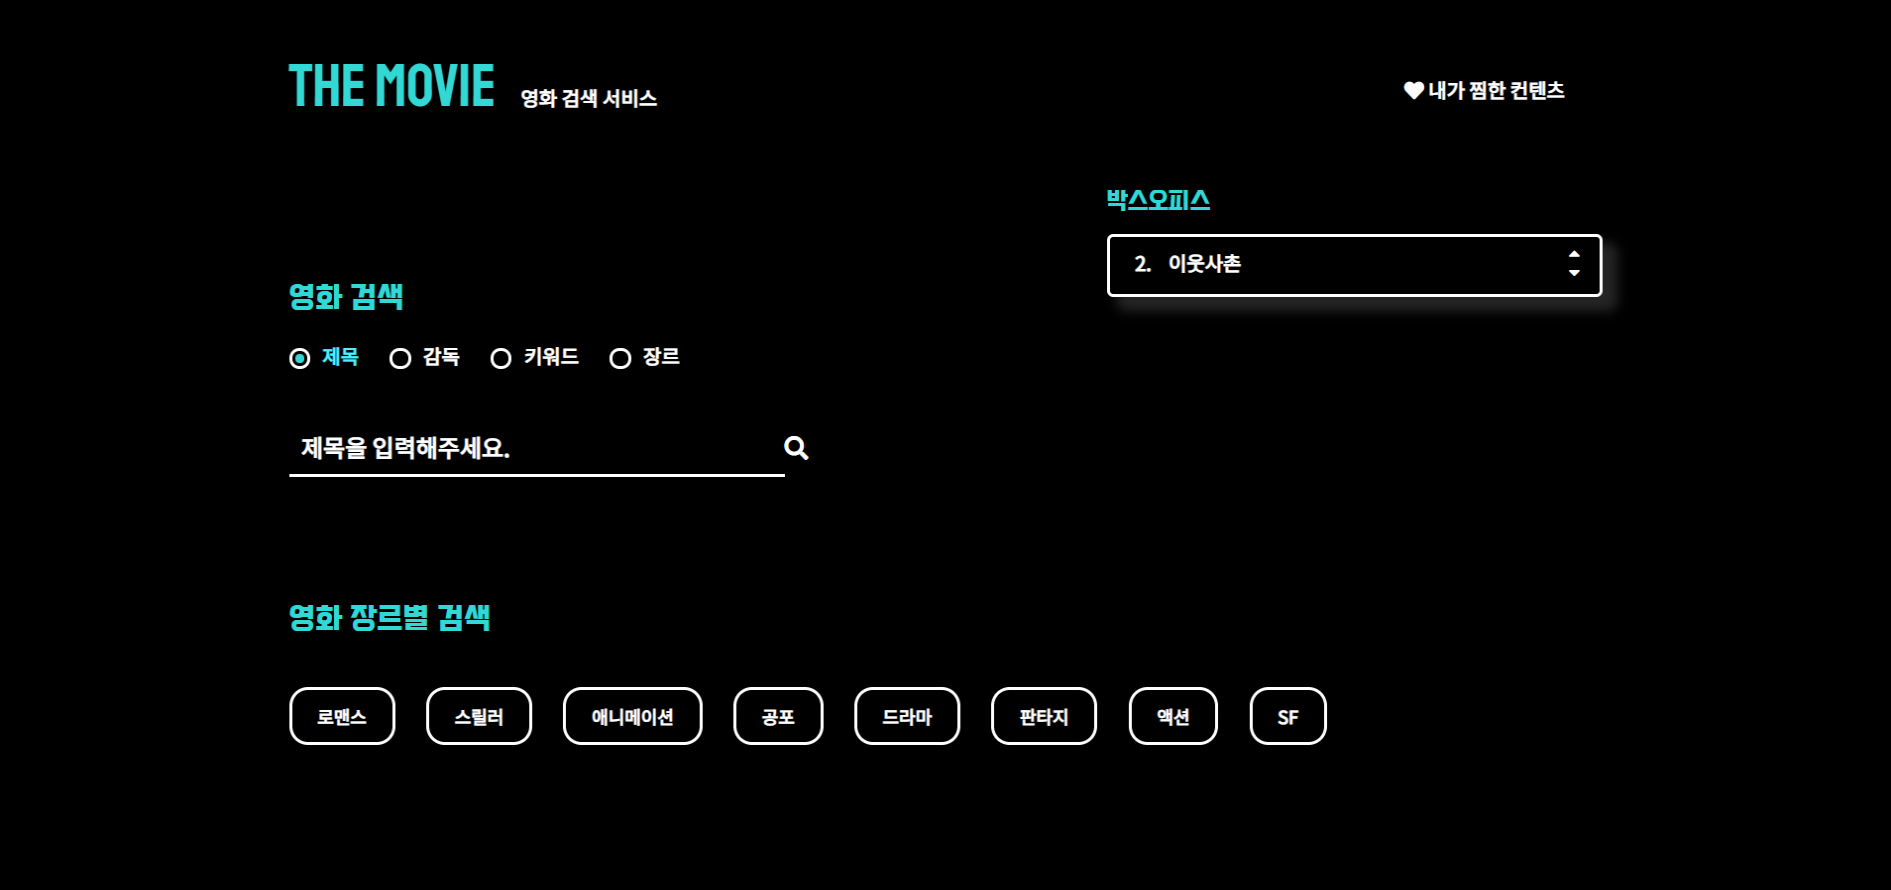 THE MOVIE 영화 검색 서비스
내가 찜한 컨텐츠
박스오피스
2. 이웃사촌
영화 검색
제목 감독 키워드 장르
제목을 입력해주세요.
영화 장르별 검색
로맨스 스릴러 애니메이션 공포 드라마 판타지 액션 SF